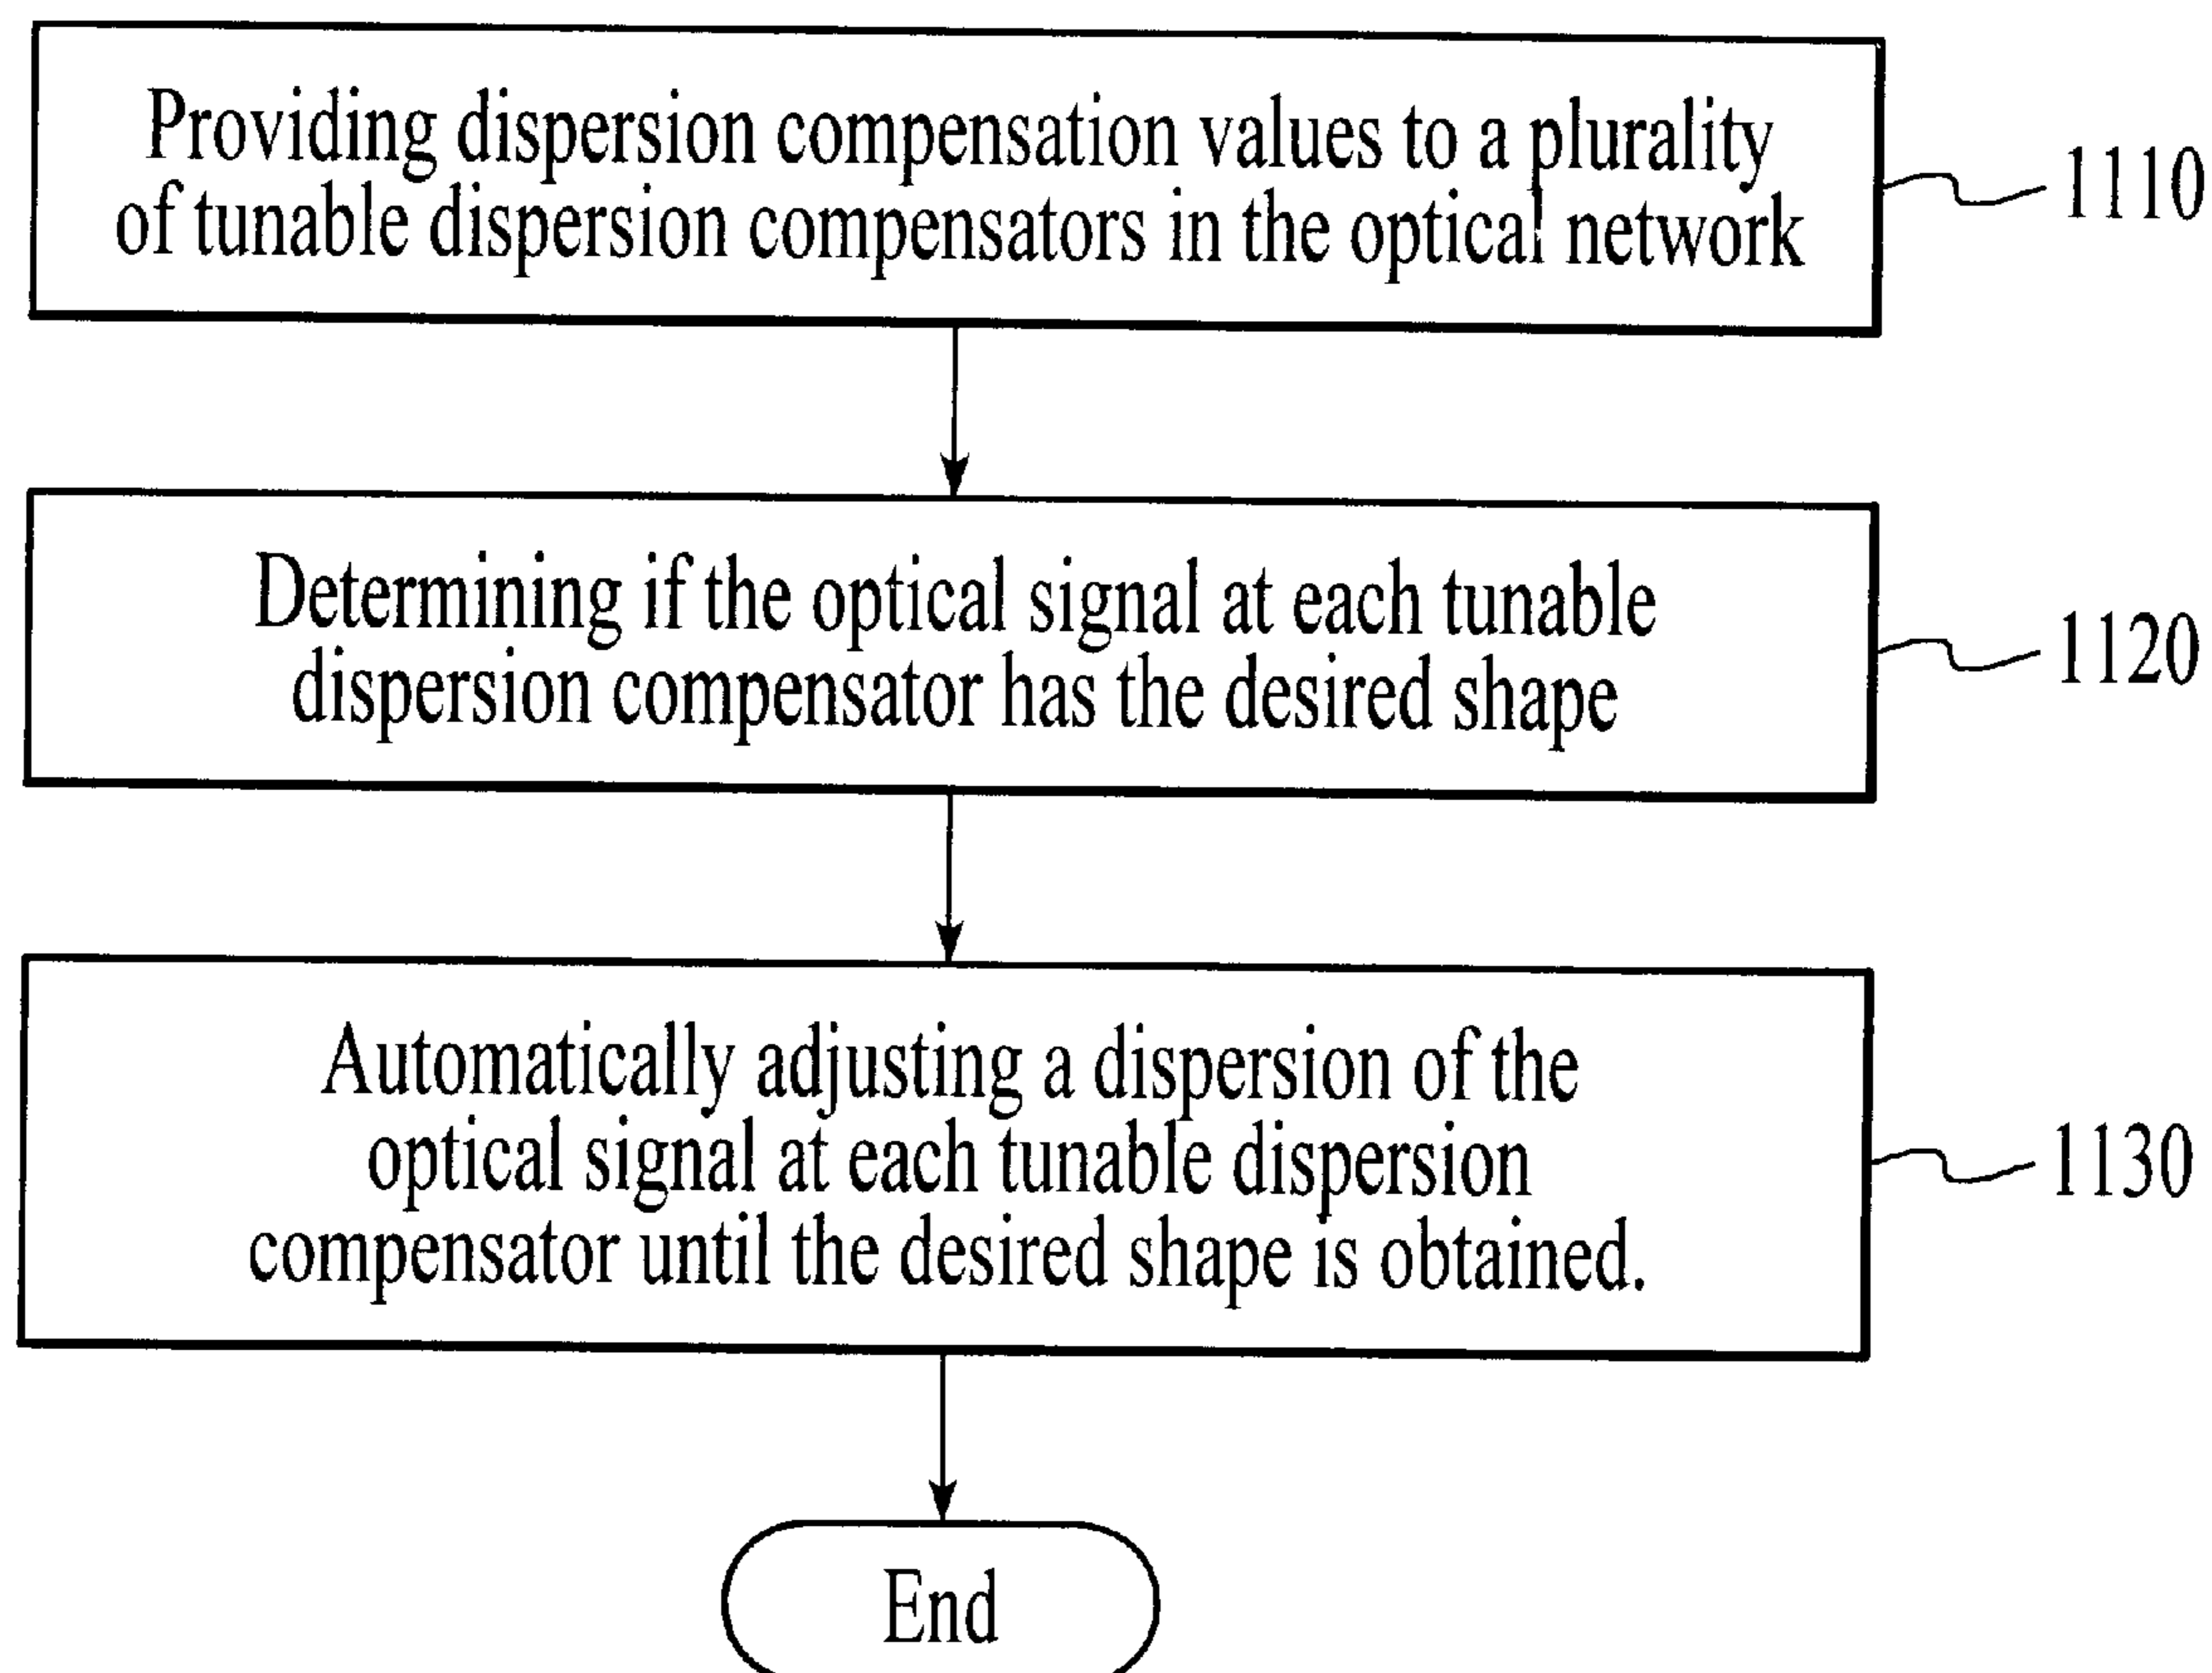 Providing dispersion compensation values to a plurality
of tunable dispersion compensators in the optical network
1110
Determining if the optical signal at each tunable
dispersion compensator has the desired shape
1120
Automatically adjusting a dispersion of the
optical signal at each tunable dispersion
compensator until the desired shape is obtained.
1130
End